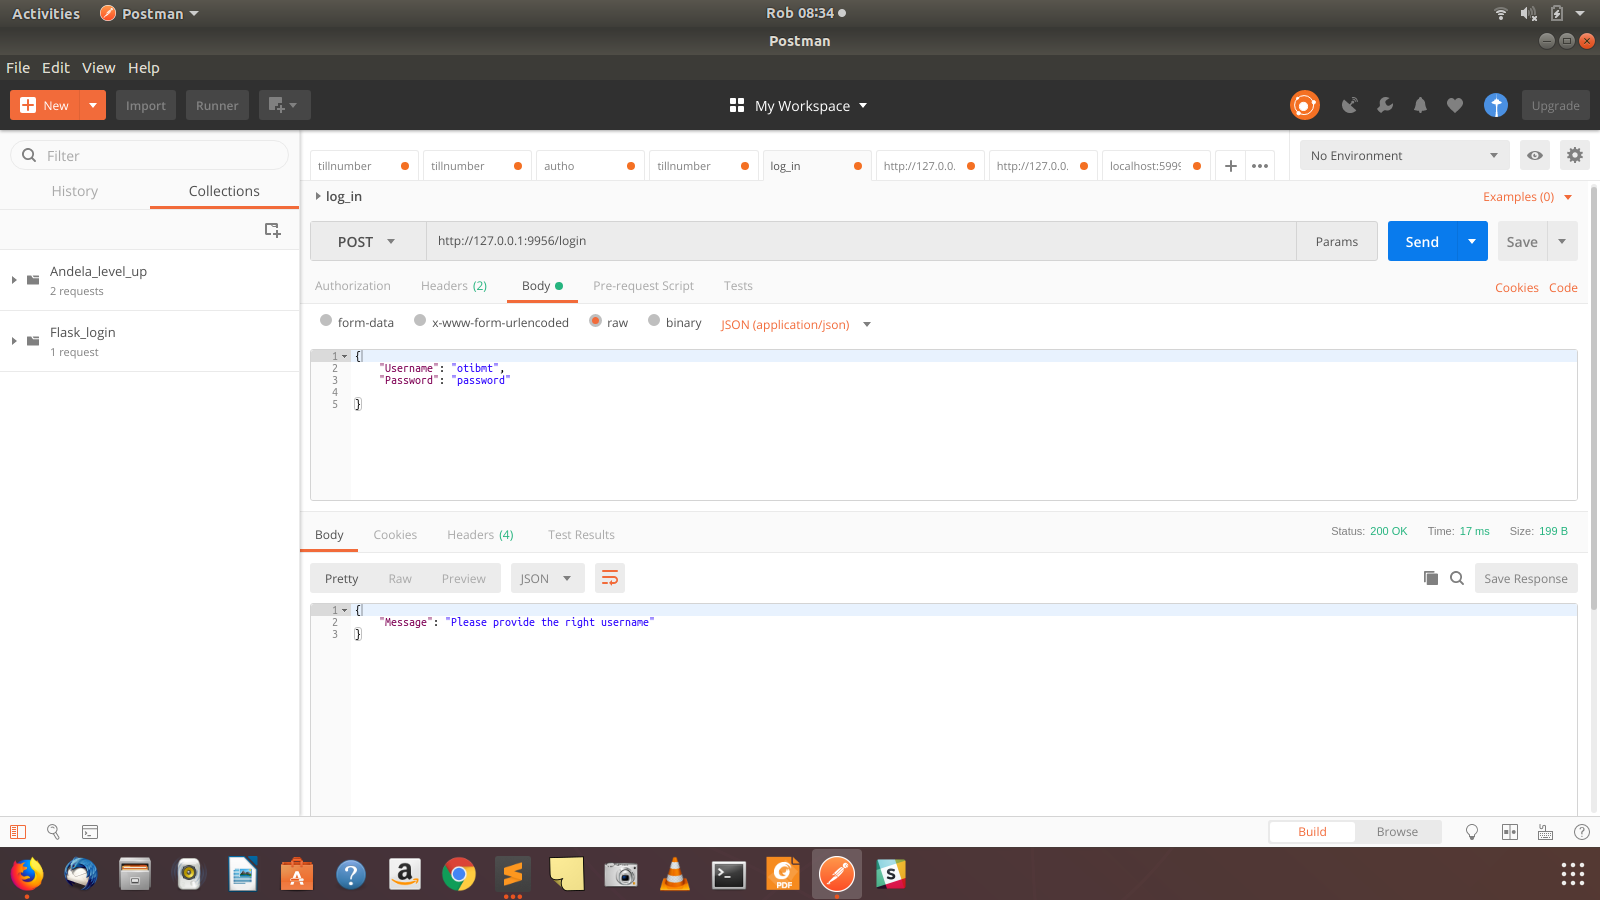 Activities Postman Rob 08:34
Postman
File Edit View Help
New Import Runner My Workspace Upgrade
Filter
History Collections
Andela_level_up
2 requests
Flask_login
1 request
tillnumber tillnumber autho tillnumber log_in http://127.0.0. http://127.0.0. localhost:5999 No Environment
log_in Examples (0)
POST http://127.0.0.1:9956/login Params Send Save
Authorization Headers (2) Body Pre-request Script Tests Cookies Code
form-data x-www-form-urlencoded raw binary JSON (application/json)
1 {
2 "Username": "otibmt",
3 "Password": "password"
4
5 }
Body Cookies Headers (4) Test Results Status: 200 OK Time: 17 ms Size: 199 B
Pretty Raw Preview JSON Save Response
1 {
2 "Message": "Please provide the right username"
3 }
Build Browse
PDF